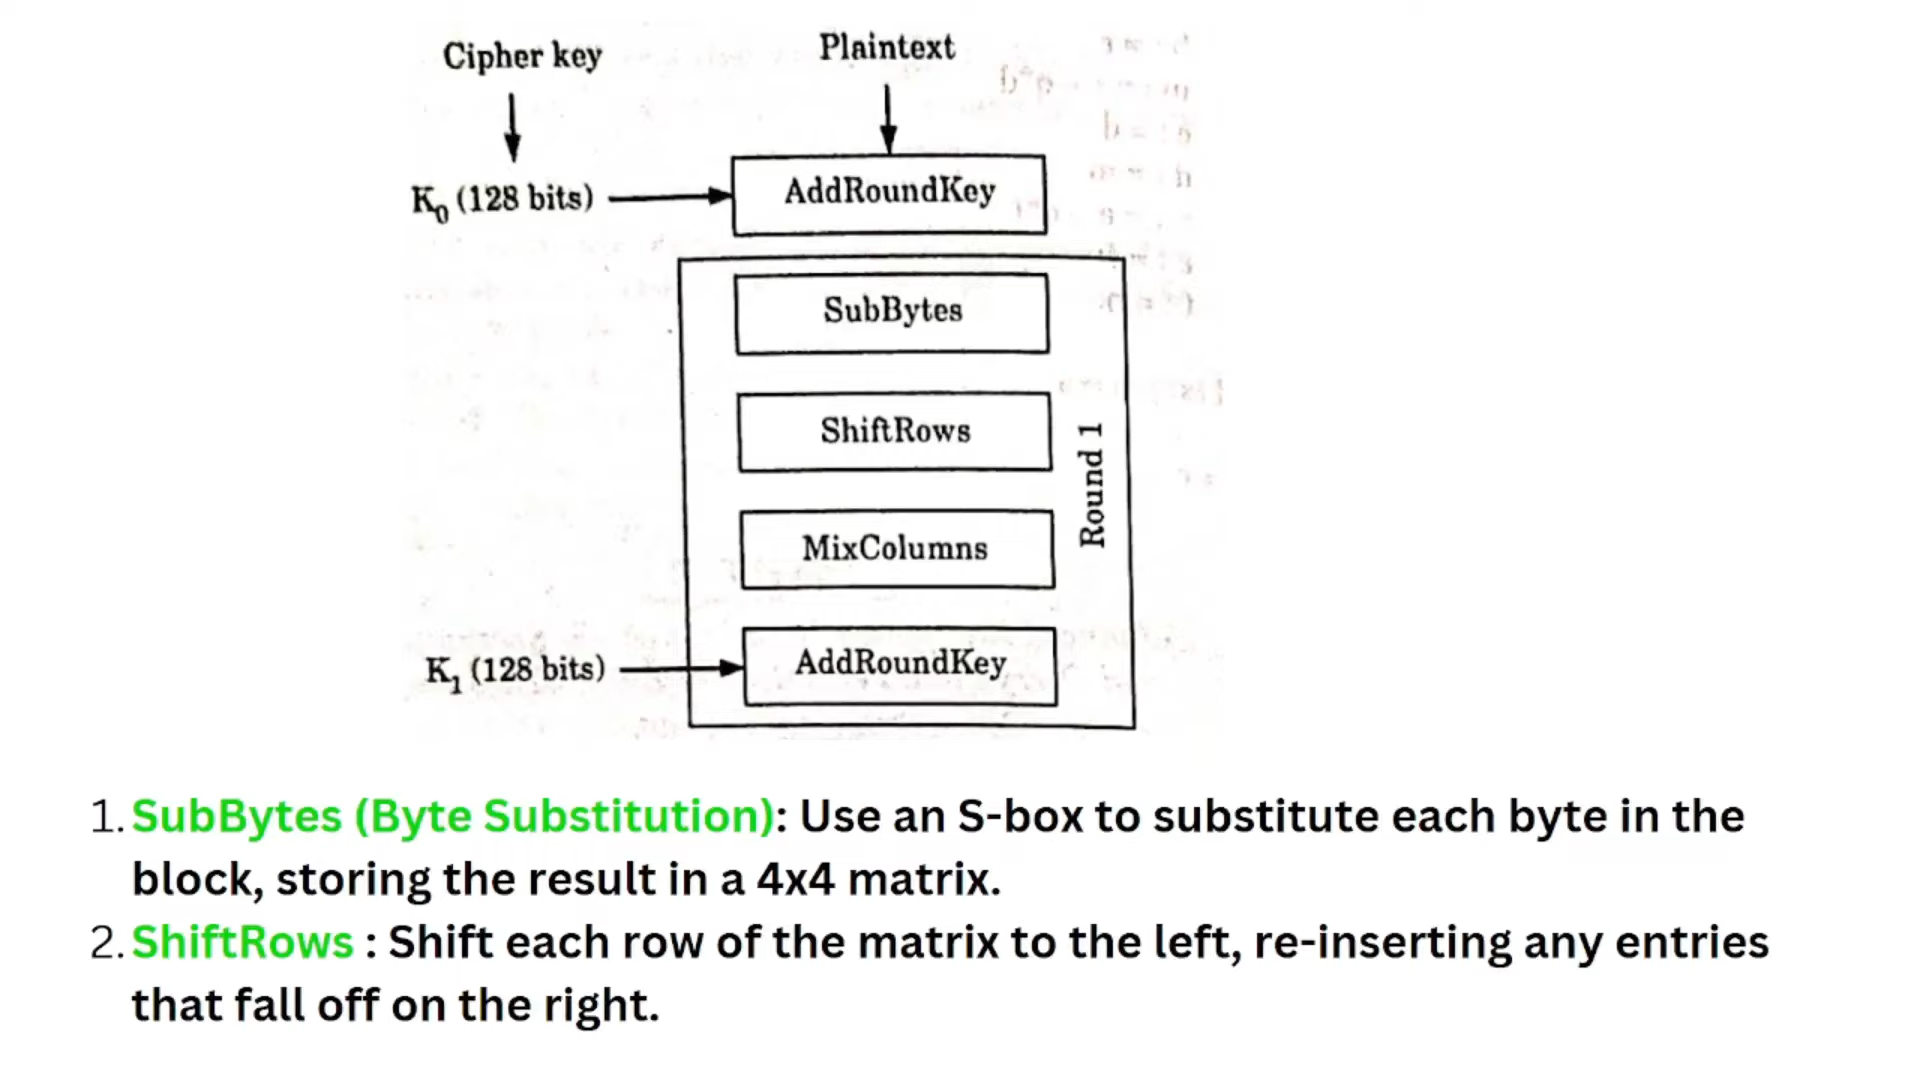 Cipher key
Plaintext
K0 (128 bits)
AddRoundKey
SubBytes
ShiftRows
Round 1
MixColumns
K1 (128 bits)
AddRoundKey
1. SubBytes (Byte Substitution): Use an S-box to substitute each byte in the
block, storing the result in a 4x4 matrix.
2. ShiftRows : Shift each row of the matrix to the left, re-inserting any entries
that fall off on the right.